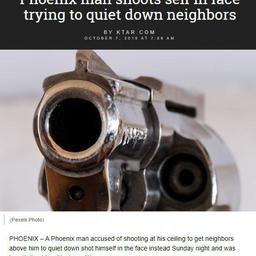 Phoenix man shoots self in face
trying to quiet down neighbors
BY KTAR.COM
OCTOBER 7, 2019 AT 7:58 AM
(Pexels Photo)
PHOENIX – A Phoenix man accused of shooting at his ceiling to get neighbors
above him to quiet down shot himself in the face instead Sunday night and was